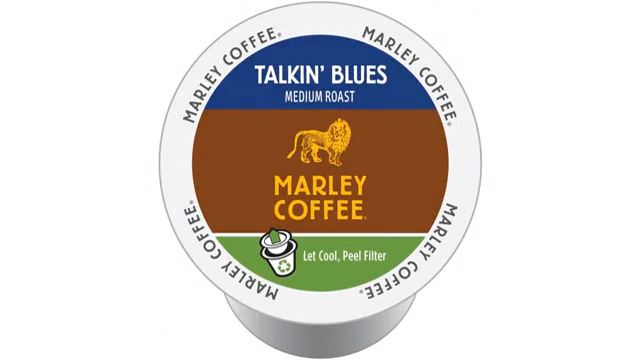 MARLEY COFFEE®
MARLEY COFFEE®
TALKIN' BLUES
MEDIUM ROAST
MARLEY
COFFEE®
Let Cool, Peel Filter
MARLEY COFFEE®
MARLEY COFFEE®